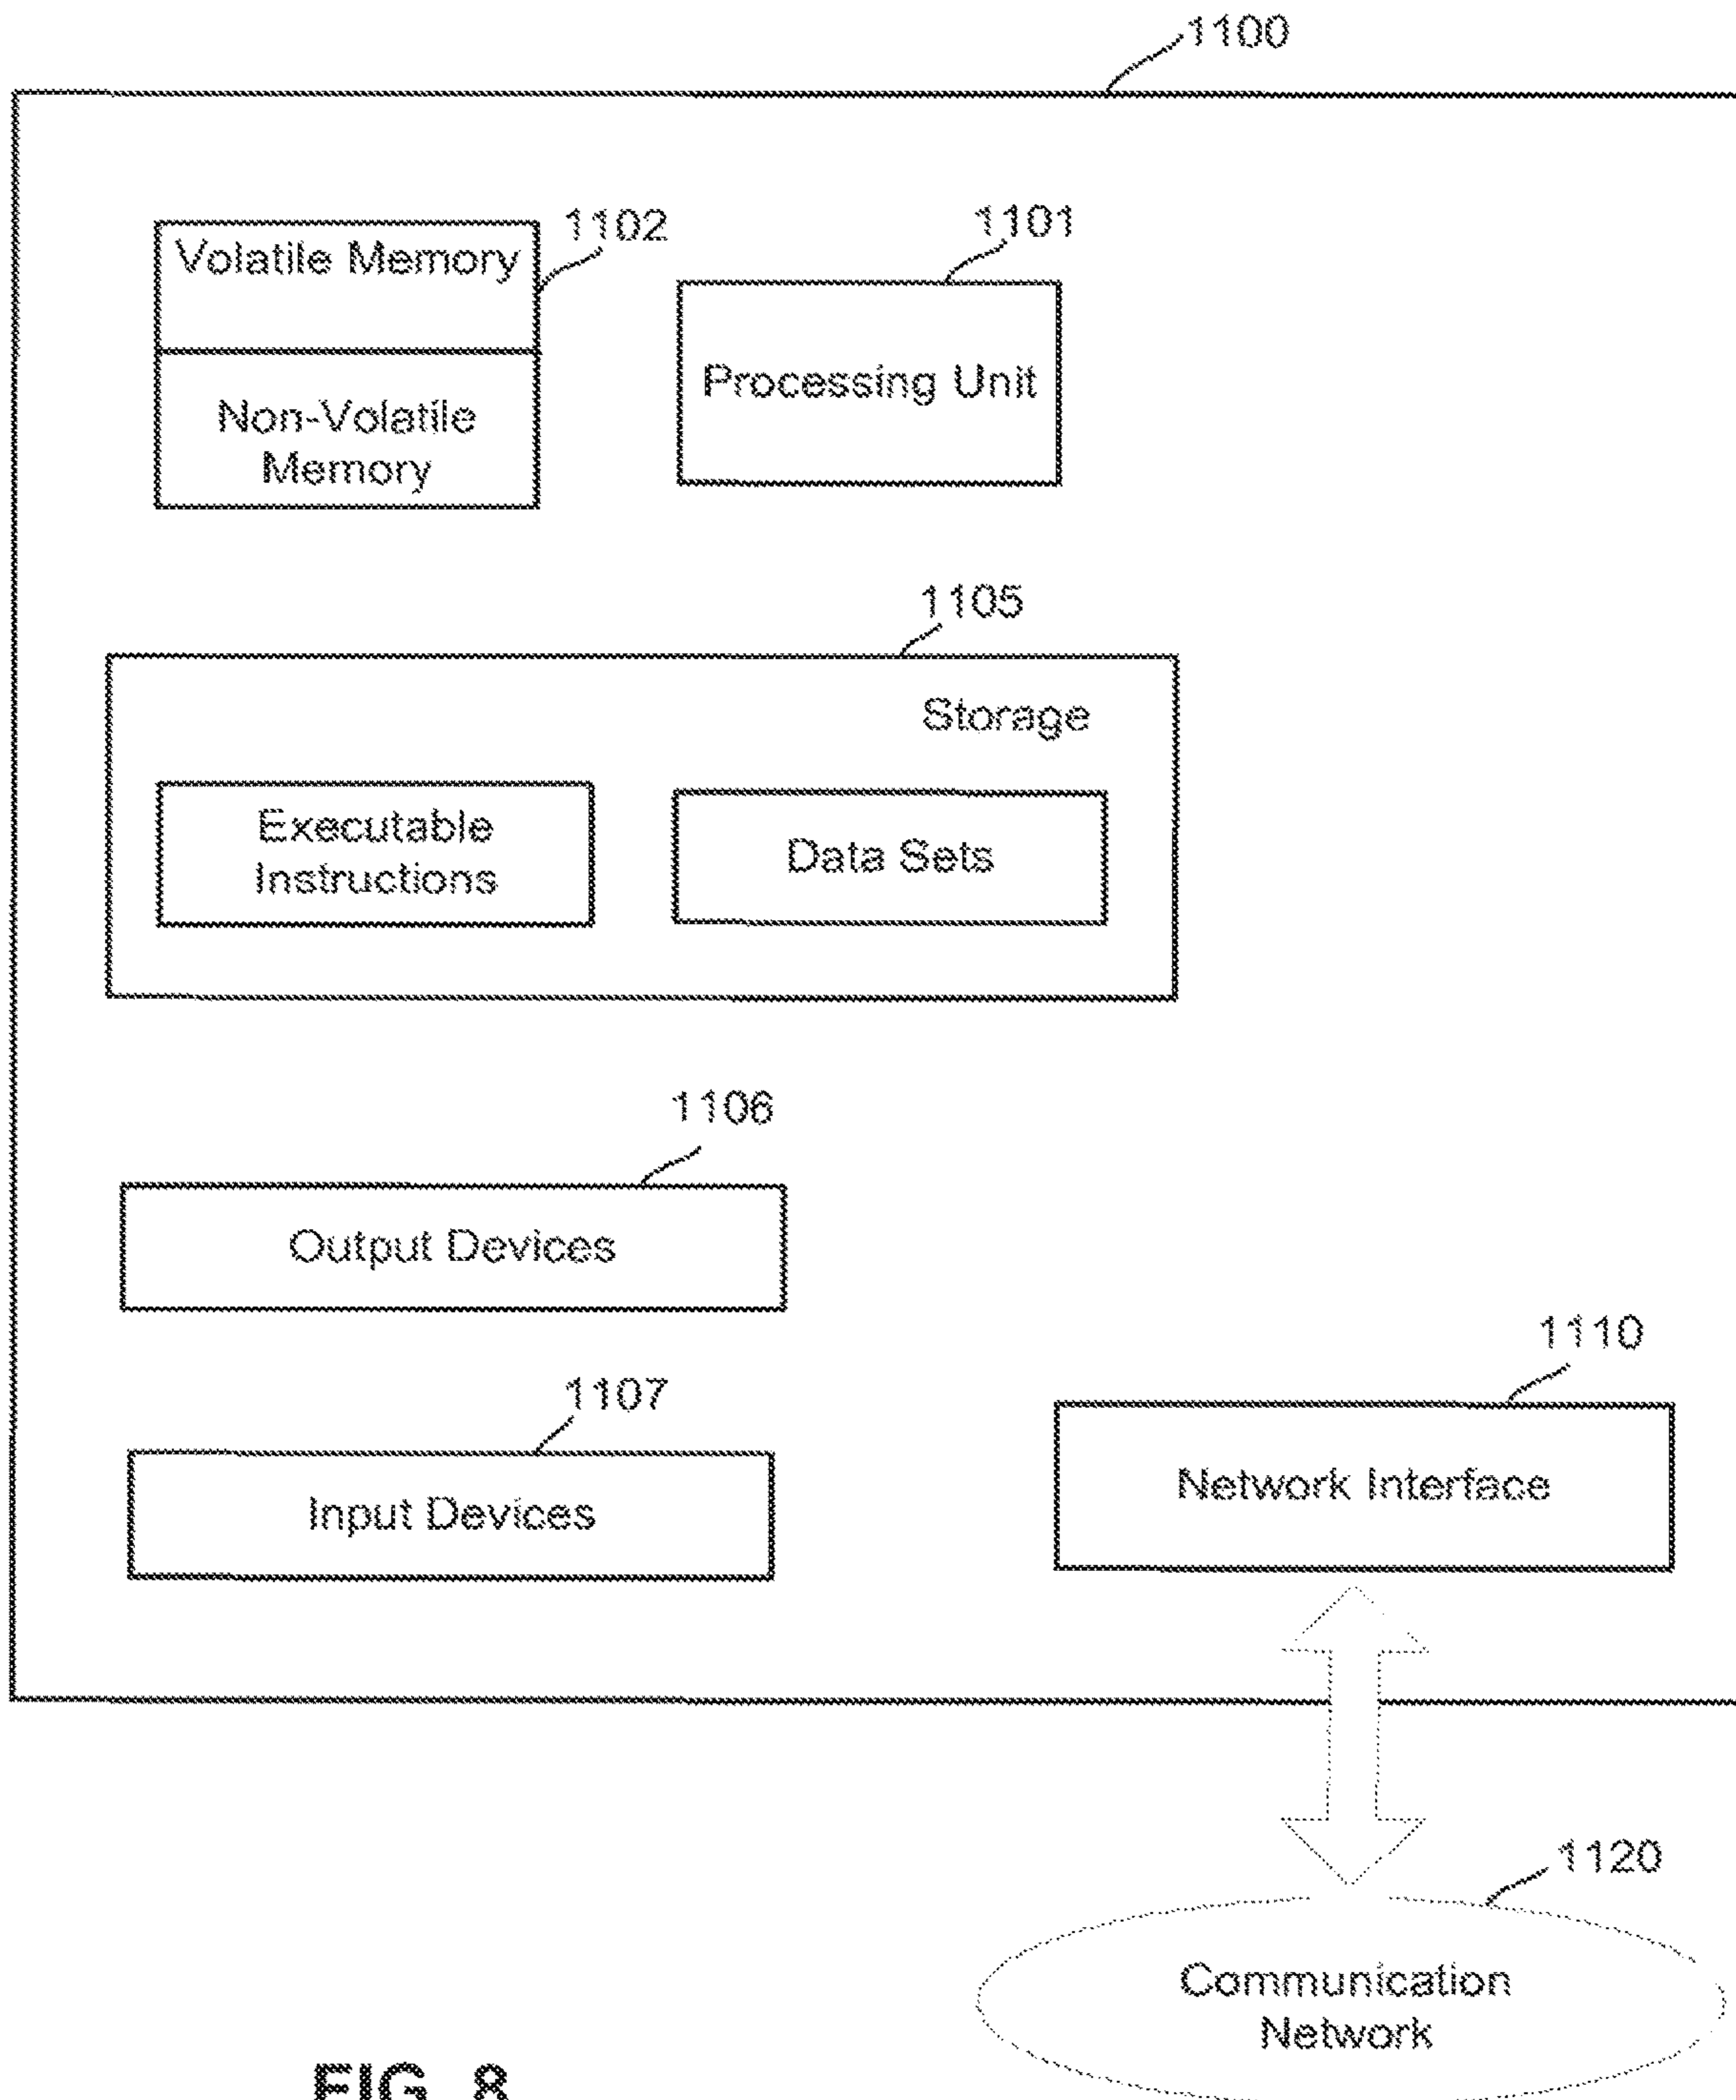 1100
1102
1101
Volatile Memory
Processing Unit
Non-Volatile
Memory
1105
Storage
Executable
Instructions
Data Sets
1106
Output Devices
1110
1107
Network Interface
Input Devices
1120
Communication
Network
FIG. 8